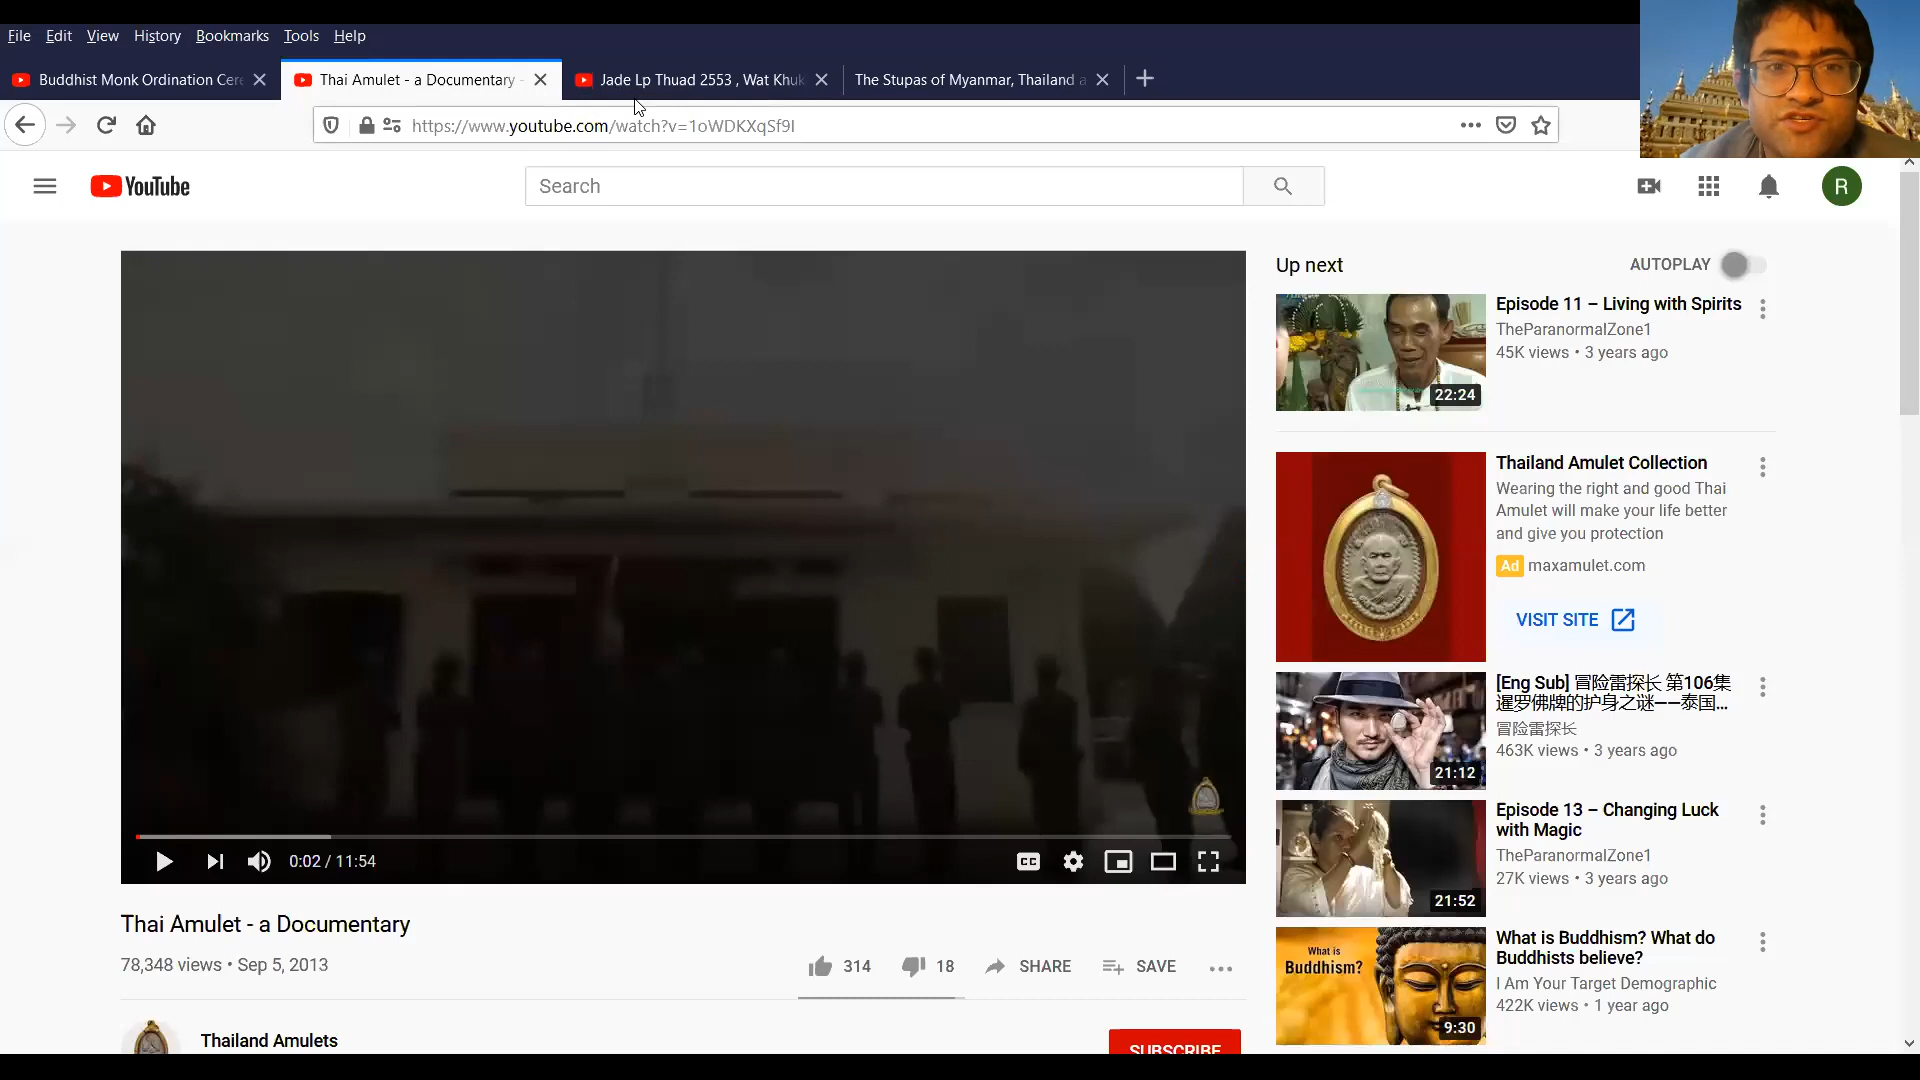 File Edit View History Bookmarks Tools Help
Buddhist Monk Ordination Cere
Thai Amulet - a Documentary -
Jade Lp Thuad 2553 , Wat Khuk
The Stupas of Myanmar, Thailand a
https://www.youtube.com/watch?v=1oWDKXqSf9I
YouTube
Search
R
Up next
AUTOPLAY
Episode 11 – Living with Spirits
TheParanormalZone1
45K views • 3 years ago
22:24
Thailand Amulet Collection
Wearing the right and good Thai
Amulet will make your life better
and give you protection
Ad maxamulet.com
VISIT SITE
[Eng Sub] 冒险雷探长 第106集
暹罗佛牌的护身之谜——泰国...
冒险雷探长
463K views • 3 years ago
21:12
Episode 13 – Changing Luck
with Magic
TheParanormalZone1
27K views • 3 years ago
21:52
What is Buddhism? What do
Buddhists believe?
I Am Your Target Demographic
422K views • 1 year ago
What is
Buddhism?
9:30
0:02 / 11:54
CC
Thai Amulet - a Documentary
78,348 views • Sep 5, 2013
314
18
SHARE
SAVE
Thailand Amulets
SUBSCRIBE